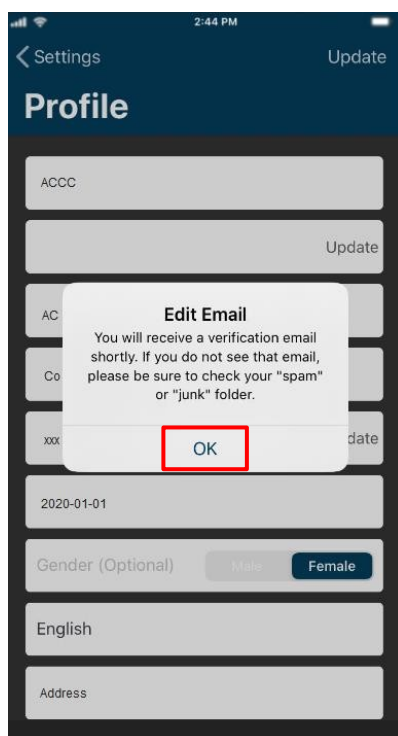 2:44 PM
Settings
Update
Profile
ACCC
Update
AC
Edit Email
You will receive a verification email
shortly. If you do not see that email,
please be sure to check your "spam"
or "junk" folder.
Co
xxx
date
OK
2020-01-01
Gender (Optional)
Male
Female
English
Address